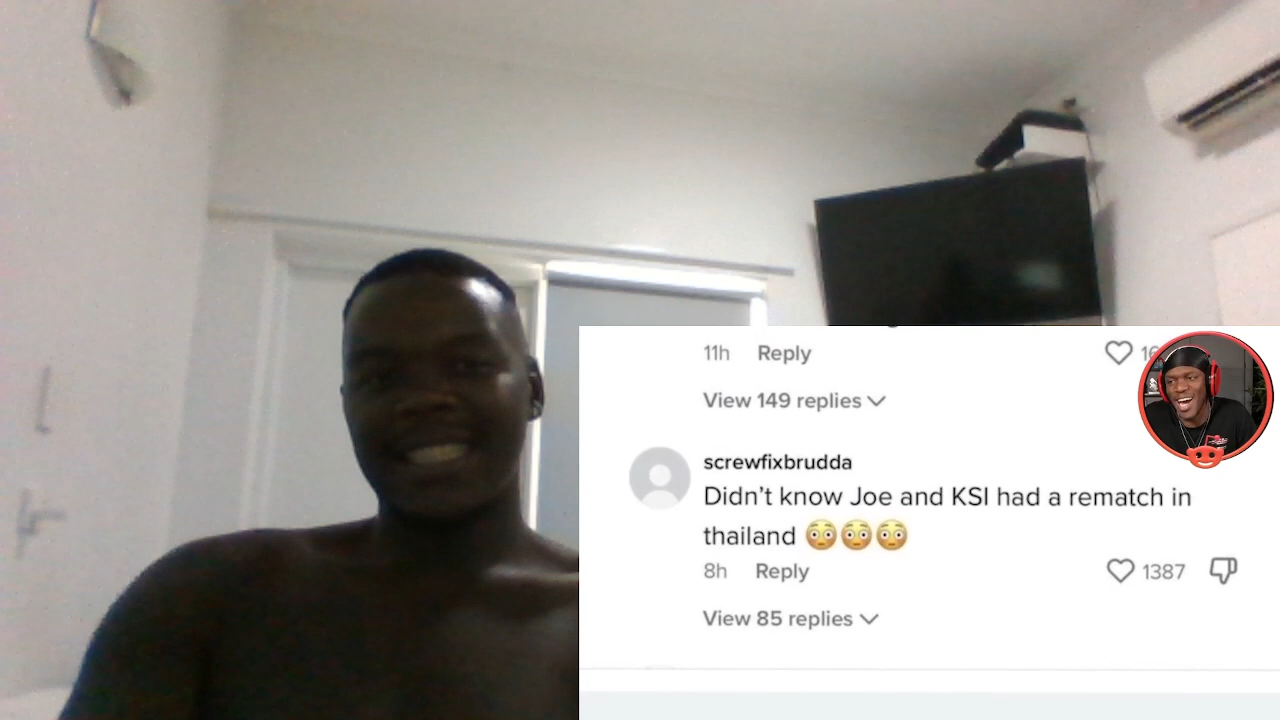 11h Reply
View 149 replies
screwfixbrudda
Didn’t know Joe and KSI had a rematch in
thailand 😳😳😳
8h Reply 1387
View 85 replies